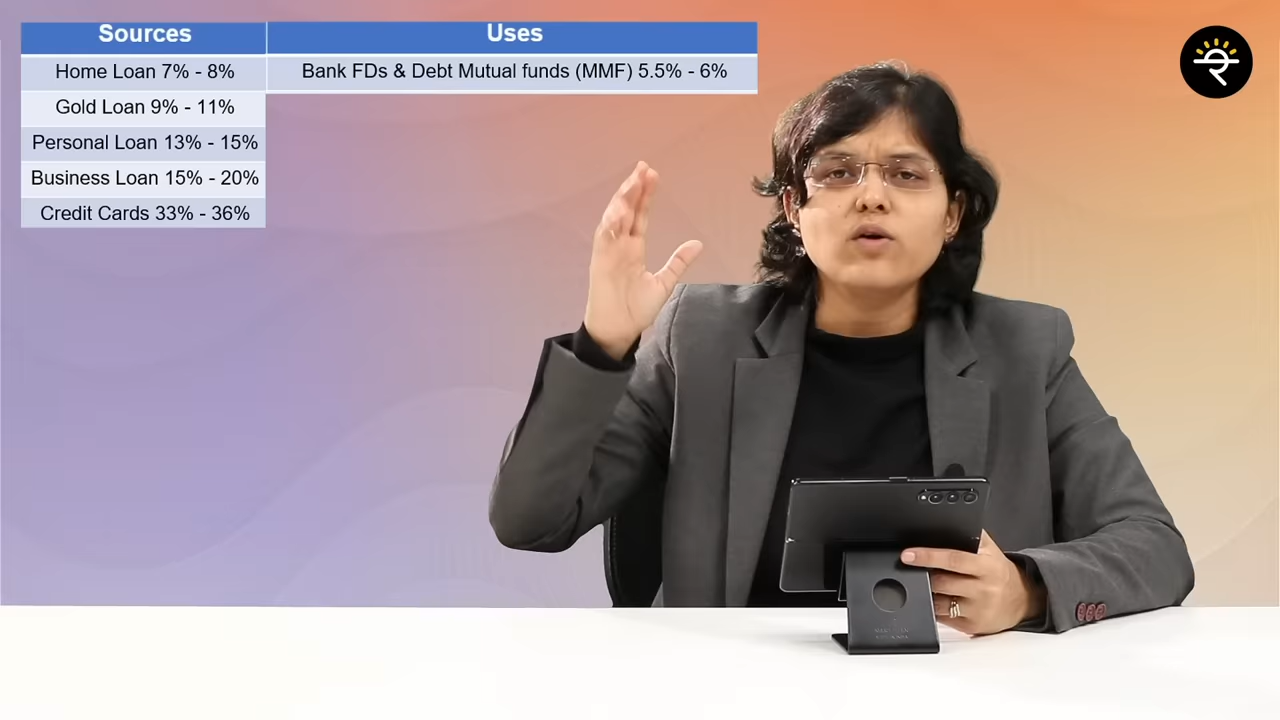 Sources
Uses
Home Loan 7% - 8%
Bank FDs & Debt Mutual funds (MMF) 5.5% - 6%
Gold Loan 9% - 11%
Personal Loan 13% - 15%
Business Loan 15% - 20%
Credit Cards 33% - 36%